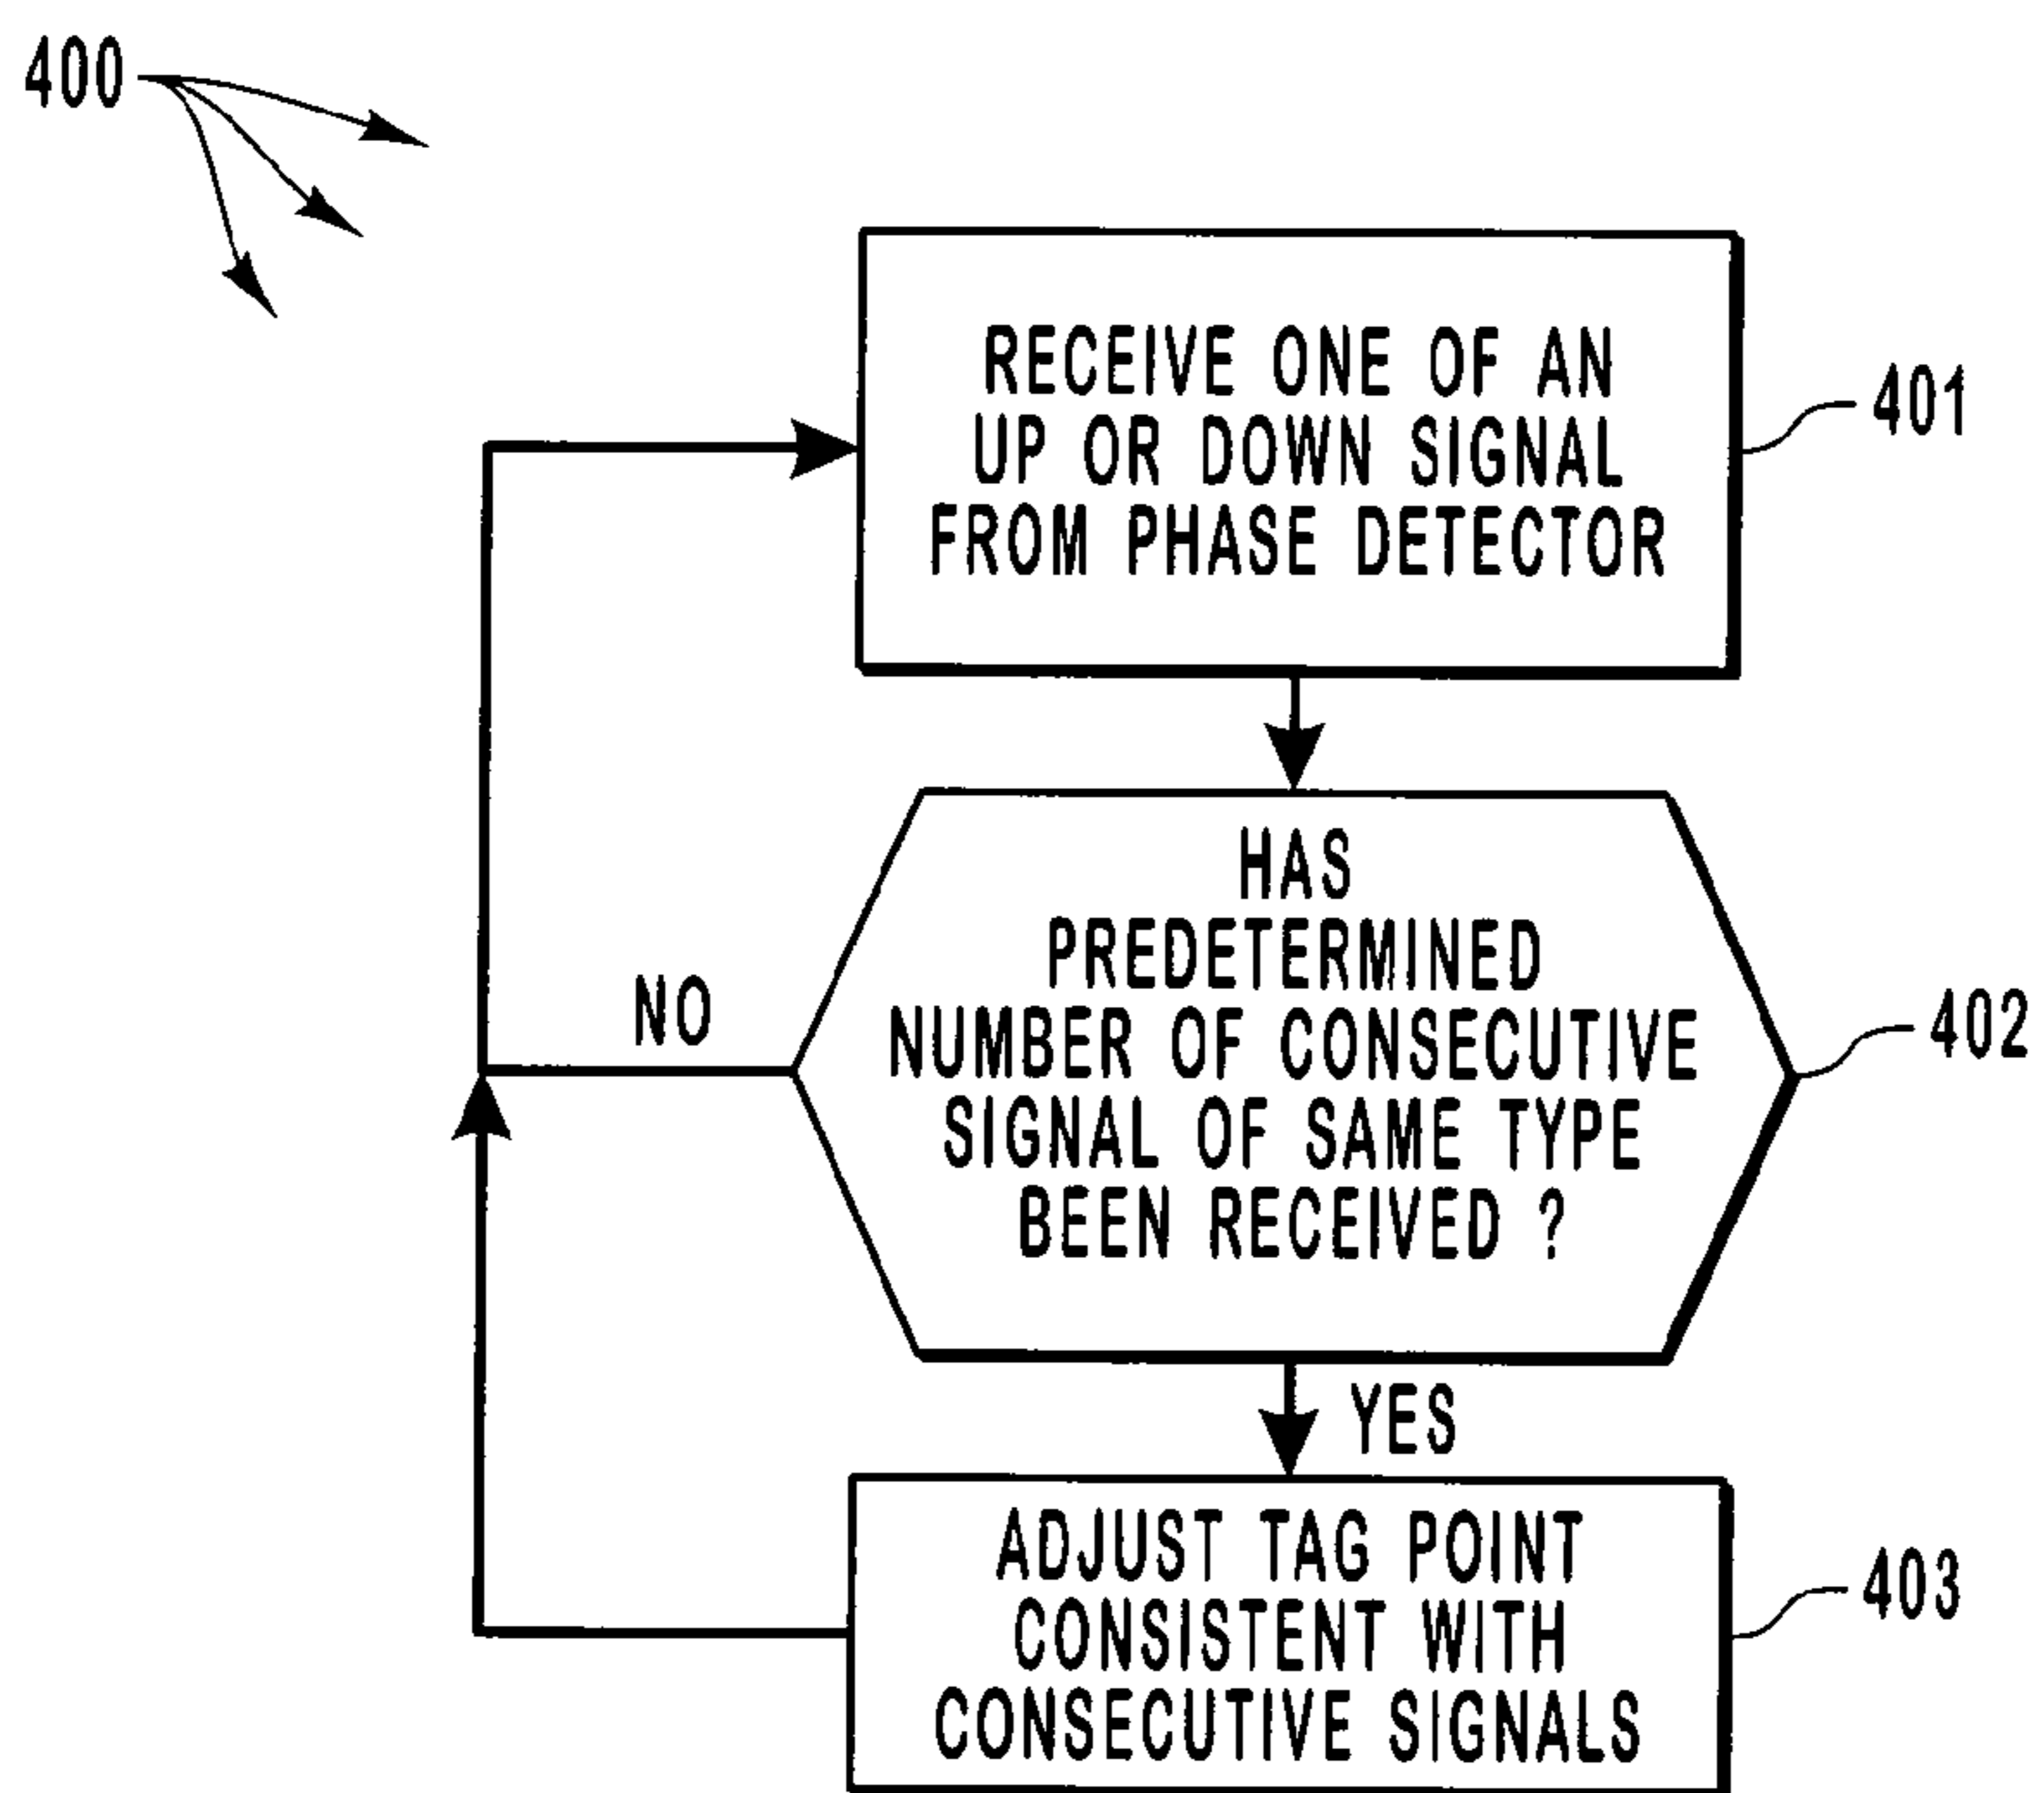 400
RECEIVE ONE OF AN
UP OR DOWN SIGNAL
FROM PHASE DETECTOR
401
HAS
PREDETERMINED
NUMBER OF CONSECUTIVE
SIGNAL OF SAME TYPE
BEEN RECEIVED ?
402
NO
YES
ADJUST TAG POINT
CONSISTENT WITH
CONSECUTIVE SIGNALS
403